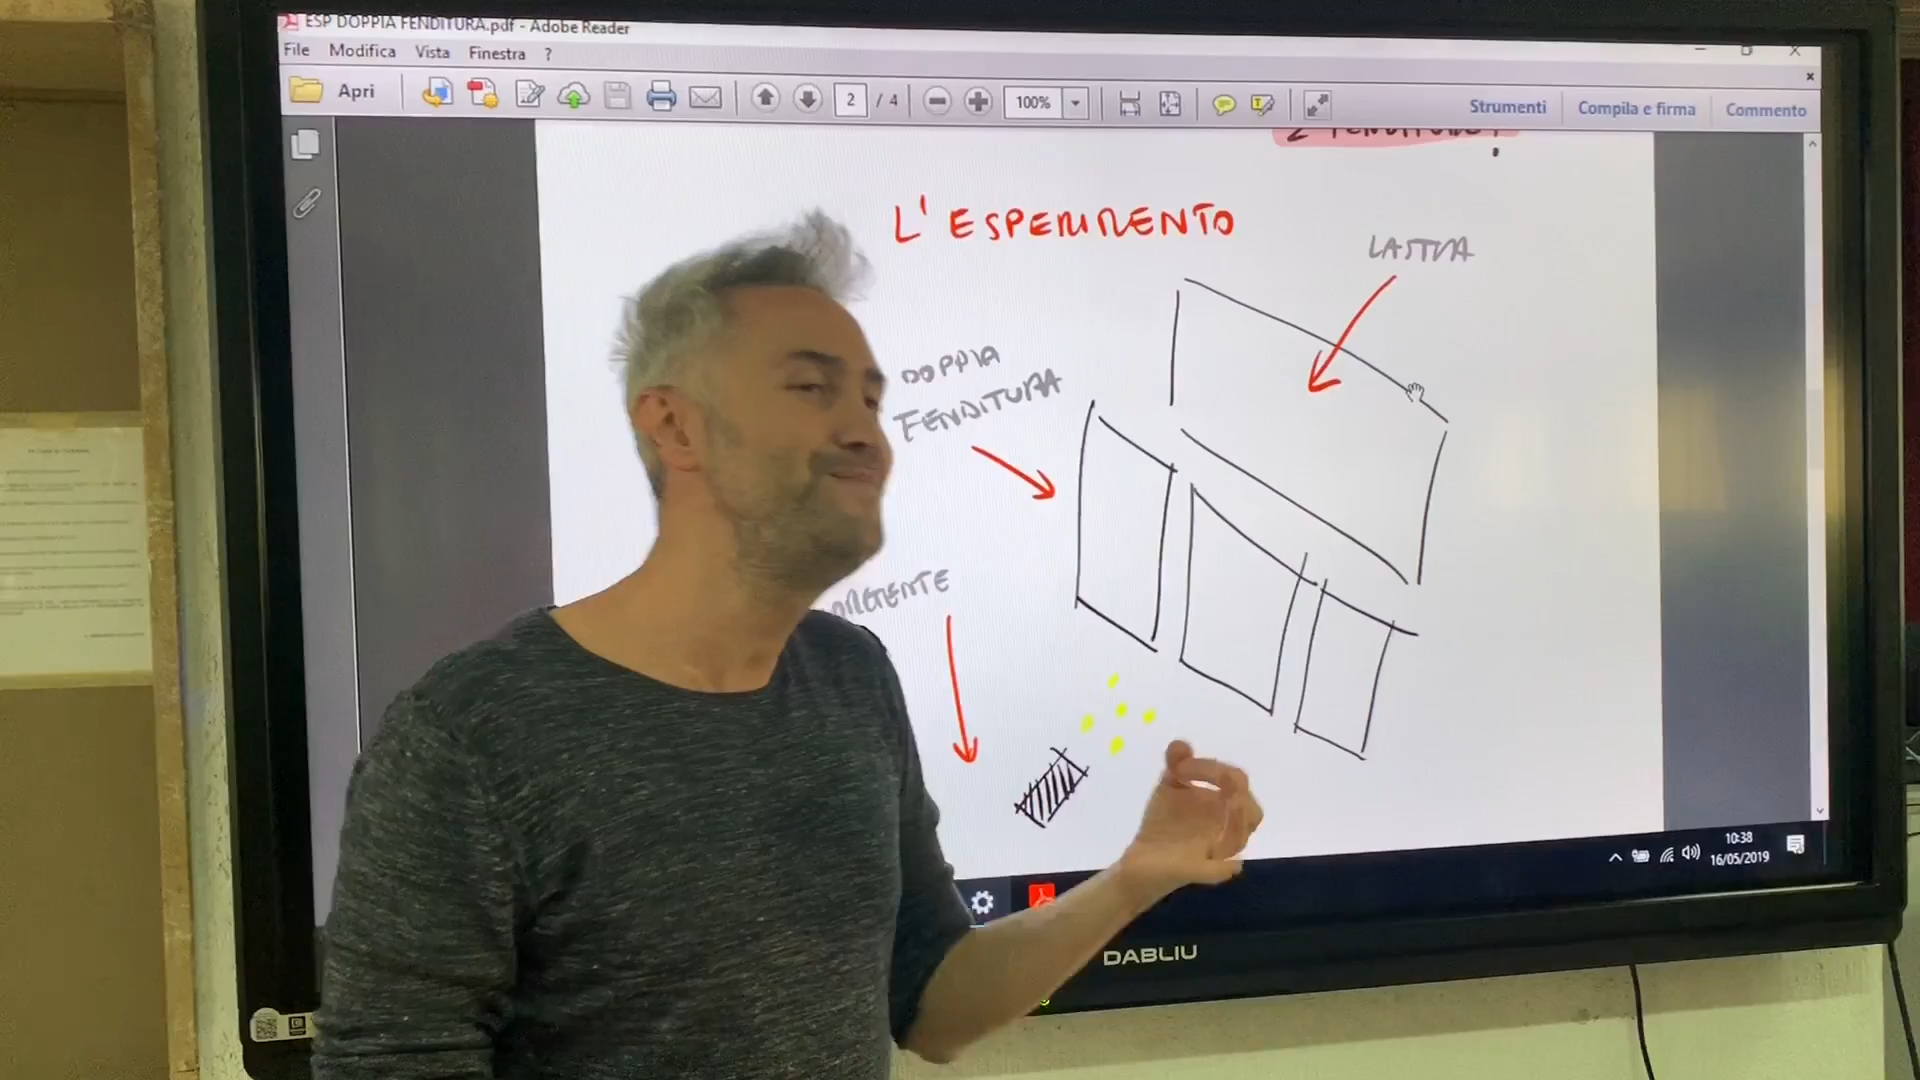 ESP DOPPIA FENDITURA.pdf - Adobe Reader
File Modifica Vista Finestra ?
Apri
2 / 4
100%
Strumenti
Compila e firma
Commento
L'ESPERIMENTO
LASTRA
DOPPIA
FENDITURA
10:38
16/05/2019
DABLIU